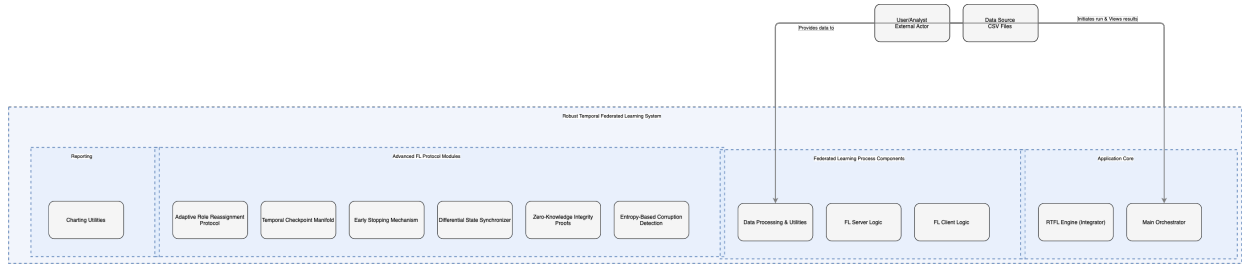 User/Analyst
External Actor
Data Source
CSV Files
Initiates run & Views results
Provides data to
Robust Temporal Federated Learning System
Reporting
Advanced FL Protocol Modules
Federated Learning Process Components
Application Core
Charting Utilities
Adaptive Role Reassignment
Protocol
Temporal Checkpoint Manifold
Early Stopping Mechanism
Differential State Synchronizer
Zero-Knowledge Integrity
Proofs
Entropy-Based Corruption
Detection
Data Processing & Utilities
FL Server Logic
FL Client Logic
RTFL Engine (Integrator)
Main Orchestrator